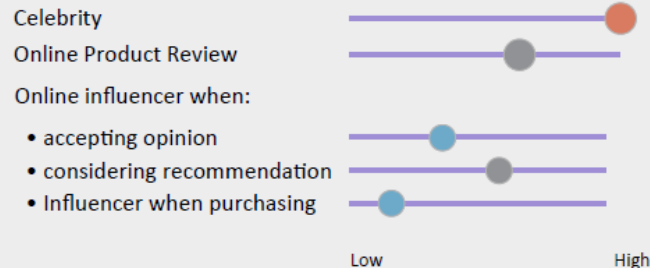 Celebrity
Online Product Review
Online influencer when:
• accepting opinion
• considering recommendation
• Influencer when purchasing
Low High